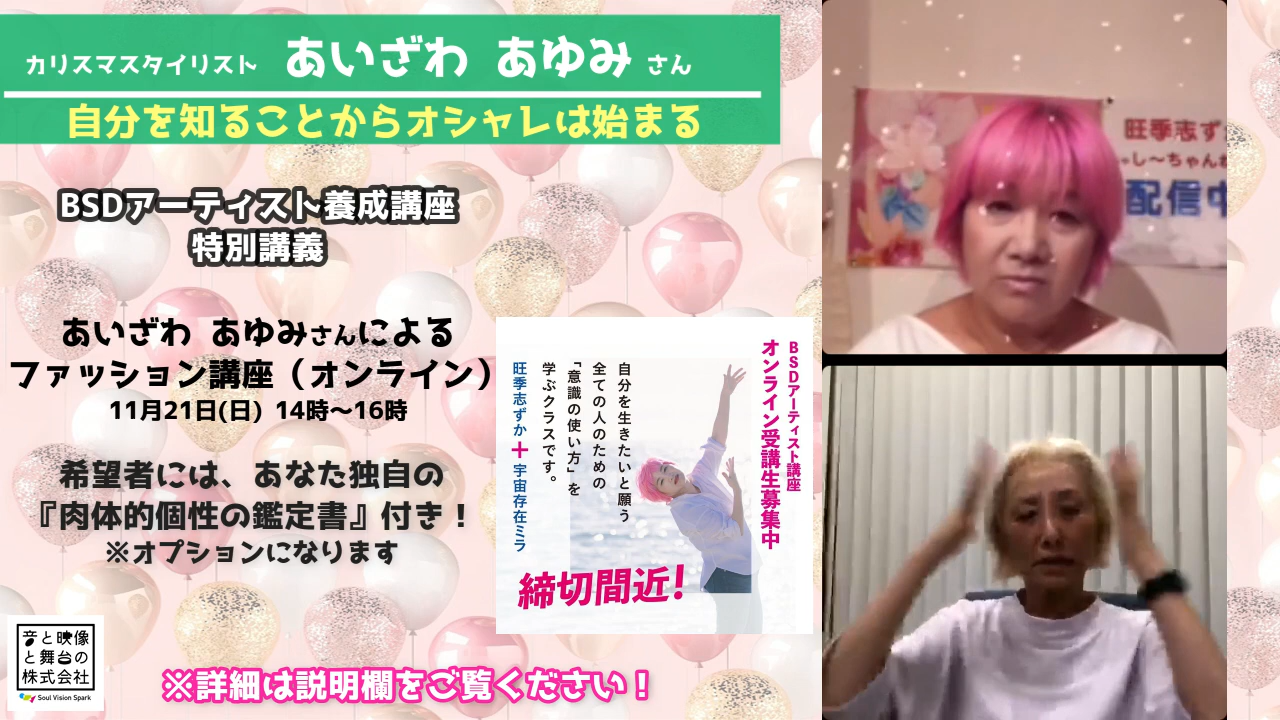 カリスマスタイリスト あいざわ あゆみ さん
自分を知ることからオシャレは始まる
BSDアーティスト養成講座
特別講義
あいざわ あゆみさんによる
ファッション講座（オンライン）
11月21日(日) 14時〜16時
希望者には、あなた独自の
『肉体的個性の鑑定書』付き！
※オプションになります
BSDアーティスト講座
オンライン受講生募集中
自分を生きたいと願う
全ての人のための
「意識の使い方」を
学ぶクラスです。
旺季志ずか＋宇宙存在ミラ
締切間近!
※詳細は説明欄をご覧ください！
音と映像
と舞台の
株式会社
Soul Vision Spark
旺季志ず
し〜ちゃんね
配信中